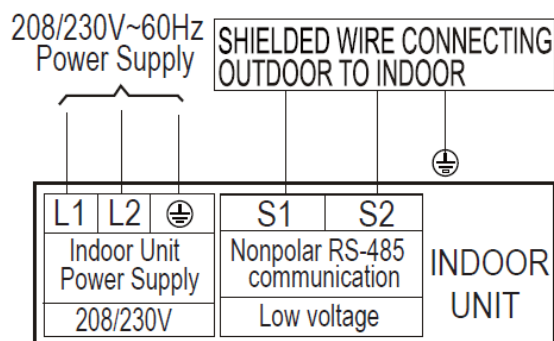 208/230V~60Hz
Power Supply
SHIELDED WIRE CONNECTING
OUTDOOR TO INDOOR
L1 L2
Indoor Unit
Power Supply
208/230V
S1 S2
Nonpolar RS-485
communication
Low voltage
INDOOR
UNIT